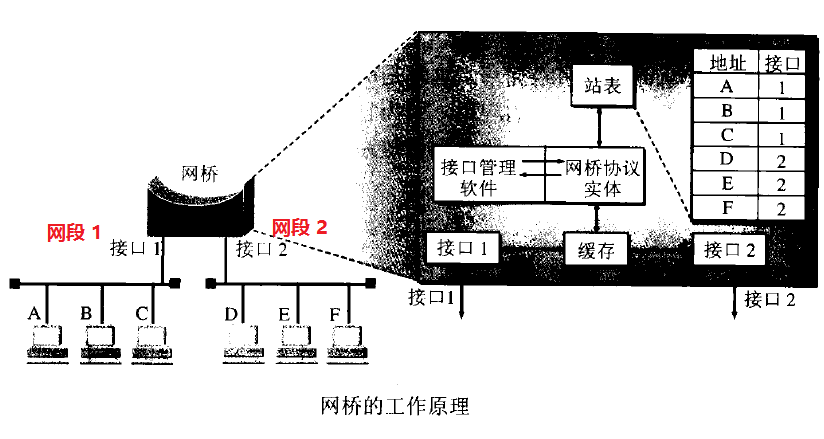 网桥
网段 1
网段 2
接口 1
接口 2
A B C D E F
站表
接口管理
软件
网桥协议
实体
接口 1
缓存
接口 2
接口1
接口 2
地址 接口
A 1
B 1
C 1
D 2
E 2
F 2
网桥的工作原理